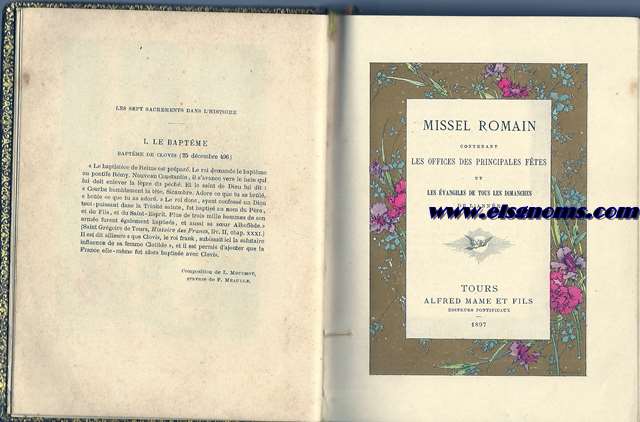 LES SEPT SACREMENTS DANS L'HISTOIRE
I. LE BAPTÊME
BAPTÊME DE CLOVIS (25 décembre 496)
« Le baptistère de Reims est préparé. Le roi demande le baptême
au pontife Rémy. Nouveau Constantin, il s'avance vers le bain qui
lui doit enlever la lèpre du péché. Et le saint de Dieu lui dit :
« Courbe humblement la tête, Sicambre. Adore ce que tu as brûlé,
« brûle ce que tu as adoré. » Le roi donc, ayant confessé un Dieu
tout-puissant dans la Trinité sainte, fut baptisé au nom du Père,
et du Fils, et du Saint-Esprit. Plus de trois mille hommes de son
armée furent également baptisés, et aussi sa sœur Alboflède. »
(Saint Grégoire de Tours, Histoire des Francs, liv. II, chap. XXXI.)
Il est dit ailleurs « que Clovis, le roi frank, subissait ici la salutaire
influence de sa femme Clotilde », et il est permis d'ajouter que la
France elle-même fut alors baptisée avec Clovis.
Composition de L. MOUCHOT,
gravure de F. MÉAULLE.
MISSEL ROMAIN
CONTENANT
LES OFFICES DES PRINCIPALES FÊTES
ET
LES ÉVANGILES DE TOUS LES DIMANCHES
DE L'ANNÉE
www.elsgnoms.com
TOURS
ALFRED MAME ET FILS
ÉDITEURS PONTIFICAUX
1897